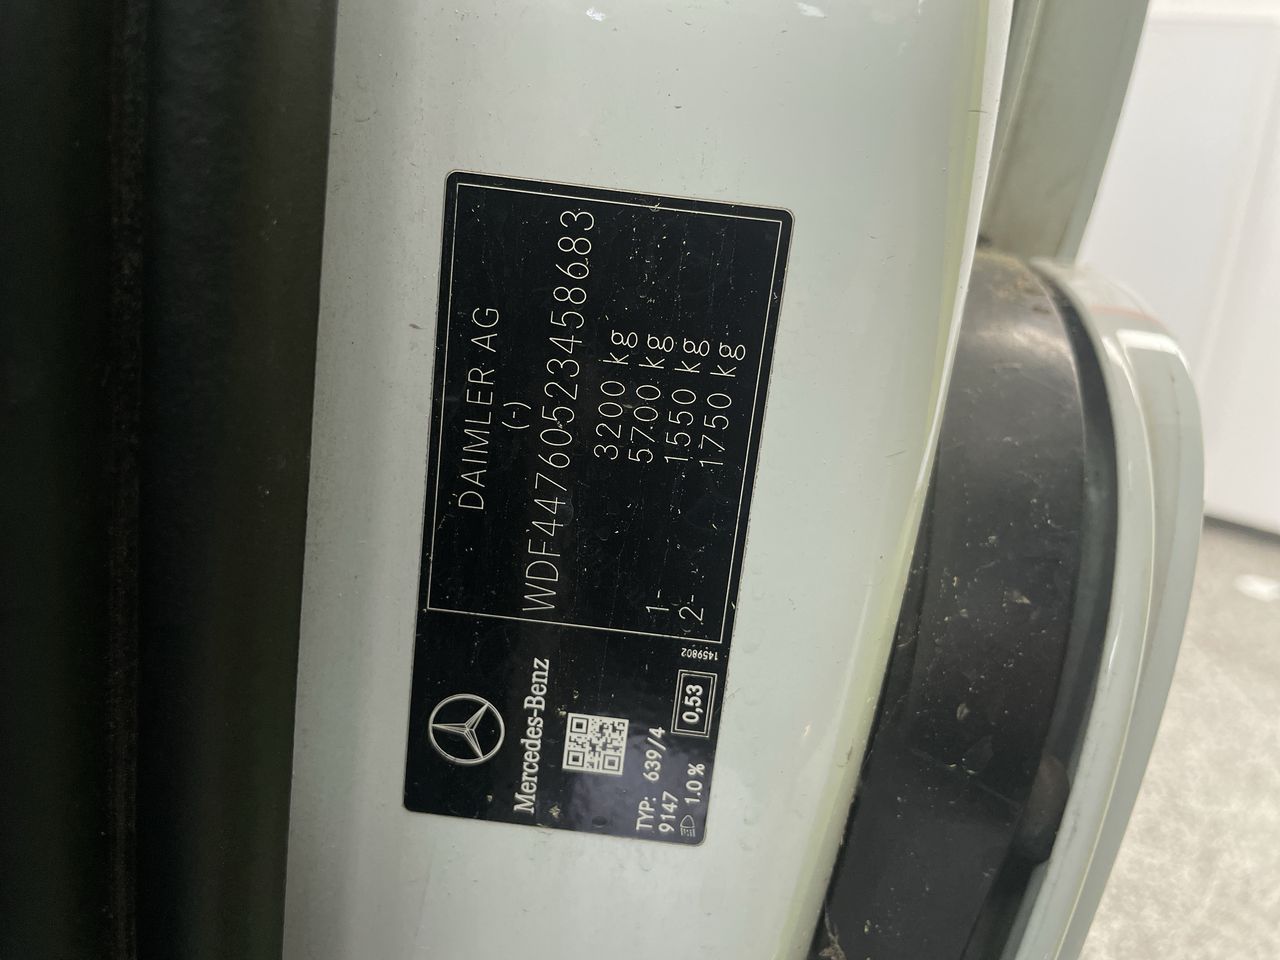 DAIMLER AG
(-)
WDF44760523458683
3200 kg
5700 kg
1- 1550 kg
2- 1750 kg
Mercedes-Benz
TYP: 639/4
9147
1.0 %
0,53
1459802